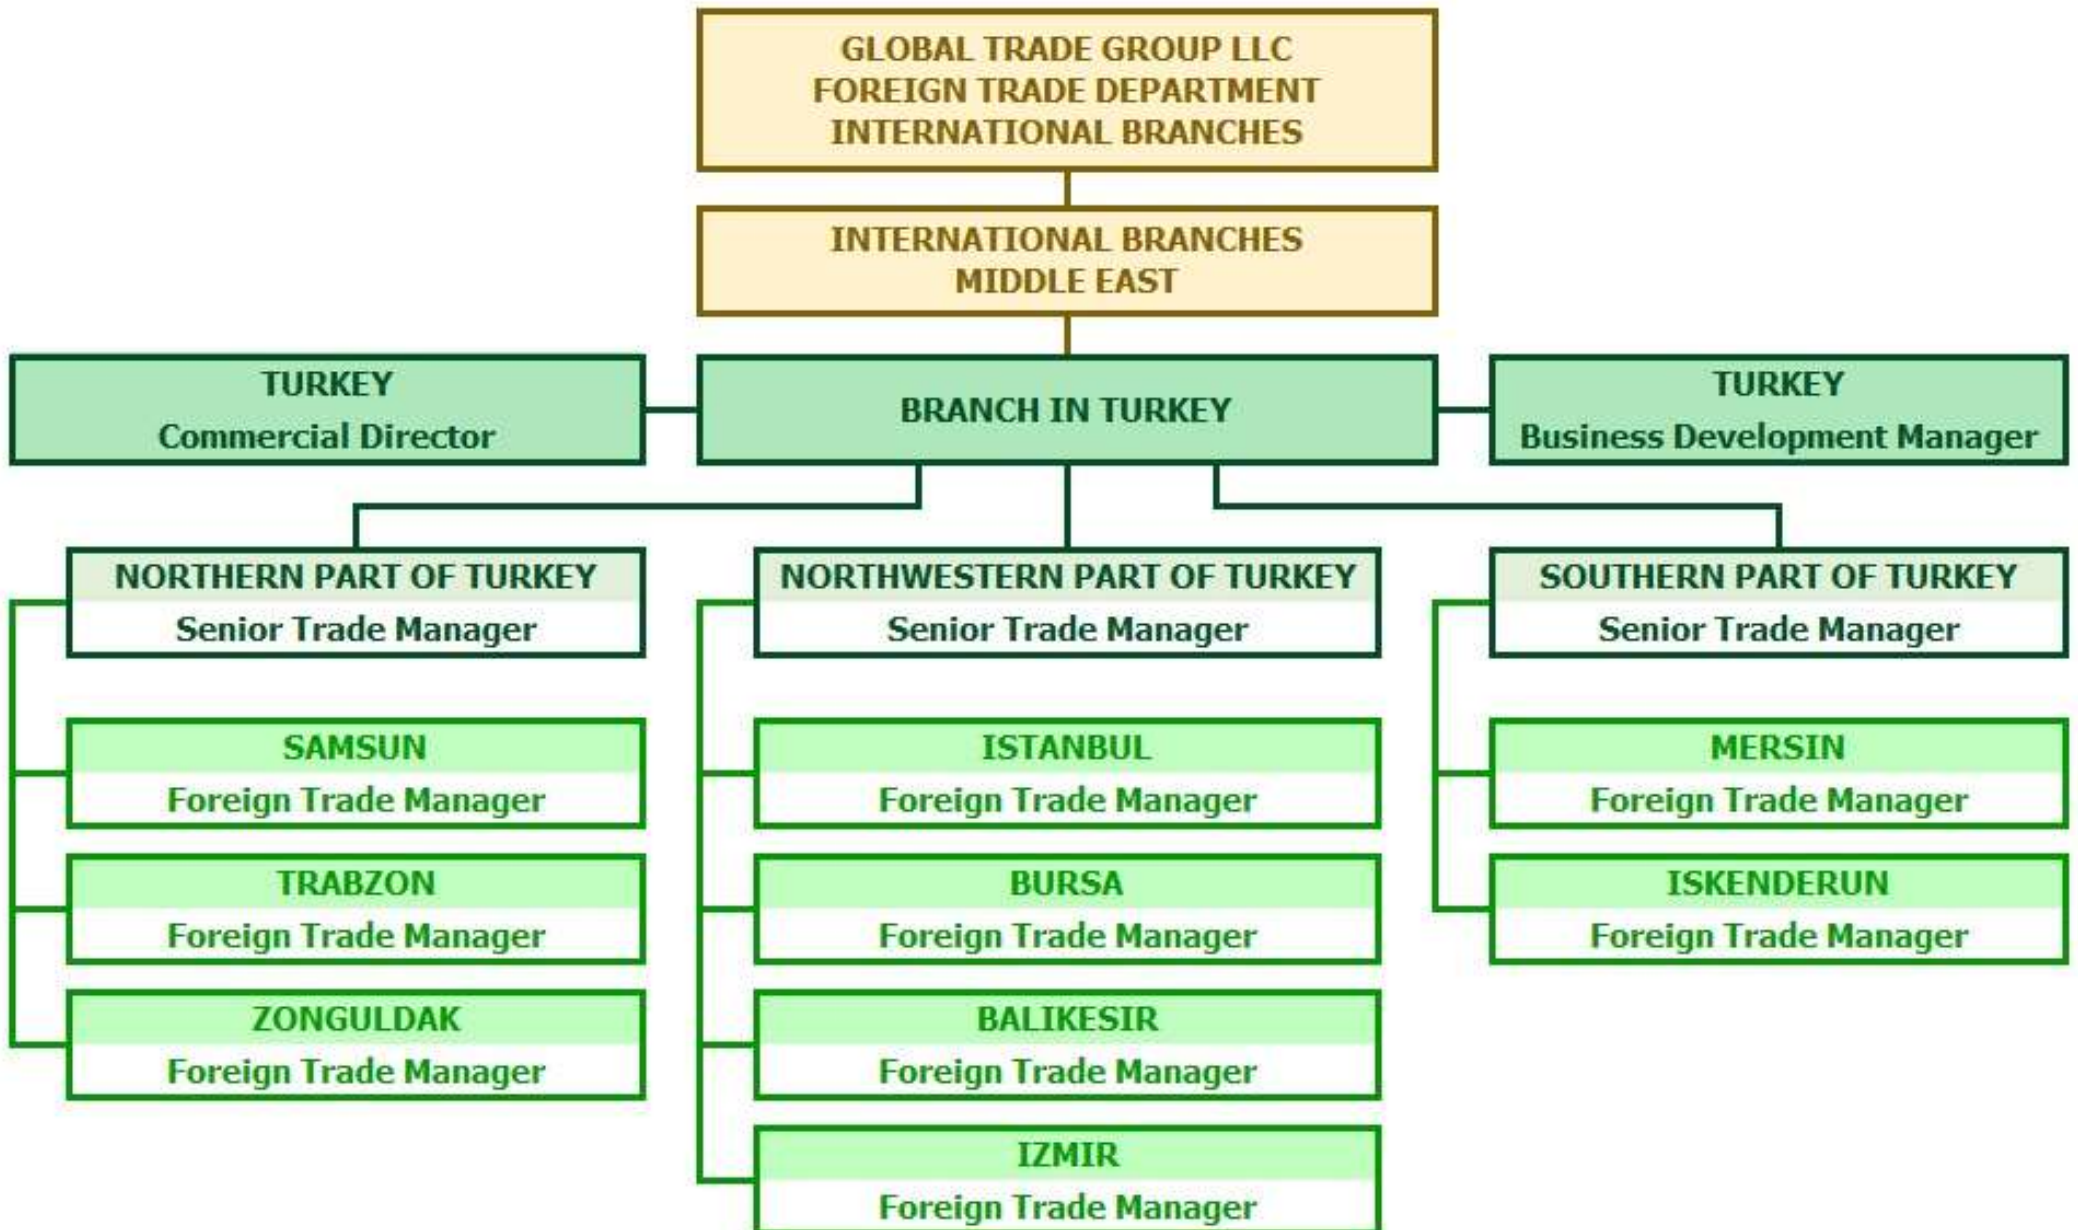 GLOBAL TRADE GROUP LLC
FOREIGN TRADE DEPARTMENT
INTERNATIONAL BRANCHES
INTERNATIONAL BRANCHES
MIDDLE EAST
TURKEY
Commercial Director
BRANCH IN TURKEY
TURKEY
Business Development Manager
NORTHERN PART OF TURKEY
Senior Trade Manager
SAMSUN
Foreign Trade Manager
TRABZON
Foreign Trade Manager
ZONGULDAK
Foreign Trade Manager
NORTHWESTERN PART OF TURKEY
Senior Trade Manager
ISTANBUL
Foreign Trade Manager
BURSA
Foreign Trade Manager
BALIKESIR
Foreign Trade Manager
IZMIR
Foreign Trade Manager
SOUTHERN PART OF TURKEY
Senior Trade Manager
MERSIN
Foreign Trade Manager
ISKENDERUN
Foreign Trade Manager